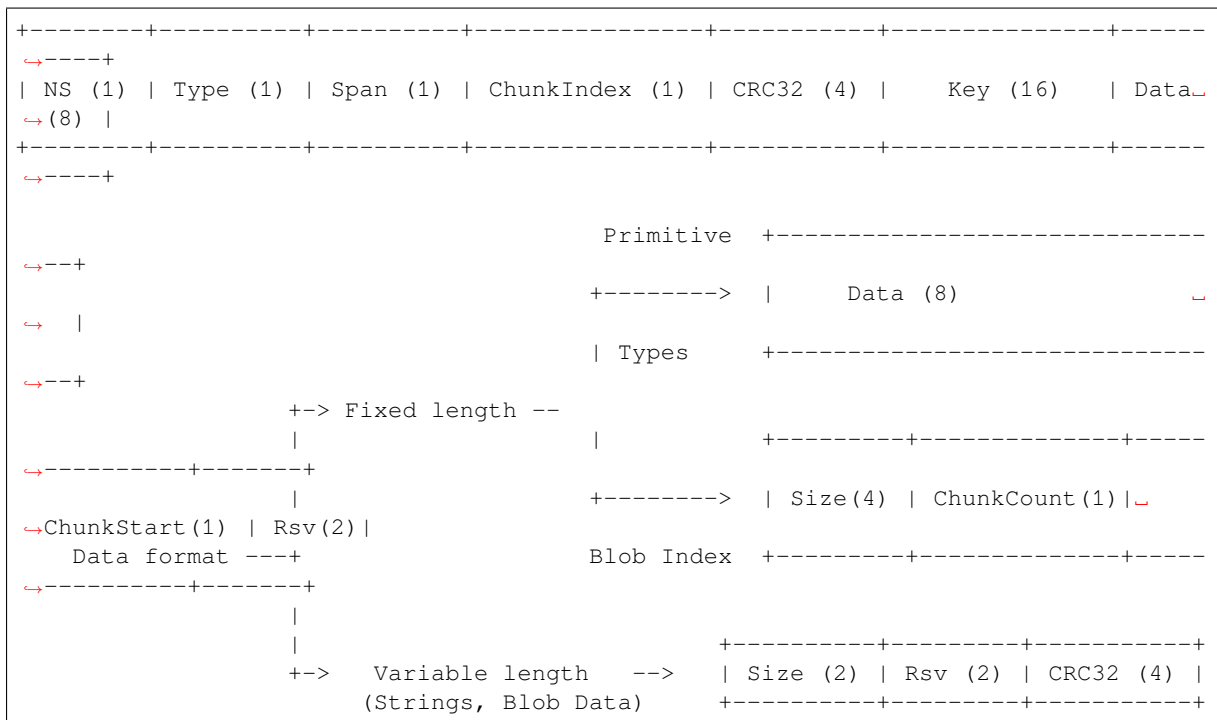 +--------+----------+----------+---------------+-----------+---------------+------
↪----+
| NS (1) | Type (1) | Span (1) | ChunkIndex (1) | CRC32 (4) |    Key (16)   | Data␣
↪(8) |
+--------+----------+----------+---------------+-----------+---------------+------
↪----+
Primitive  +------------------------------
↪--+
+-------->  |     Data (8)                ␣
↪  |
| Types     +------------------------------
↪--+
+-> Fixed length --
|                    |           +---------+--------------+-----
↪----------+-------+
|                    +-------->  | Size(4) | ChunkCount(1)|␣
↪ChunkStart(1) | Rsv(2)|
Data format ---+                    Blob Index  +---------+--------------+-----
↪----------+-------+
|
|                             +----------+---------+-----------+
+->   Variable length   -->   | Size (2) | Rsv (2) | CRC32 (4) |
(Strings, Blob Data)     +----------+---------+-----------+